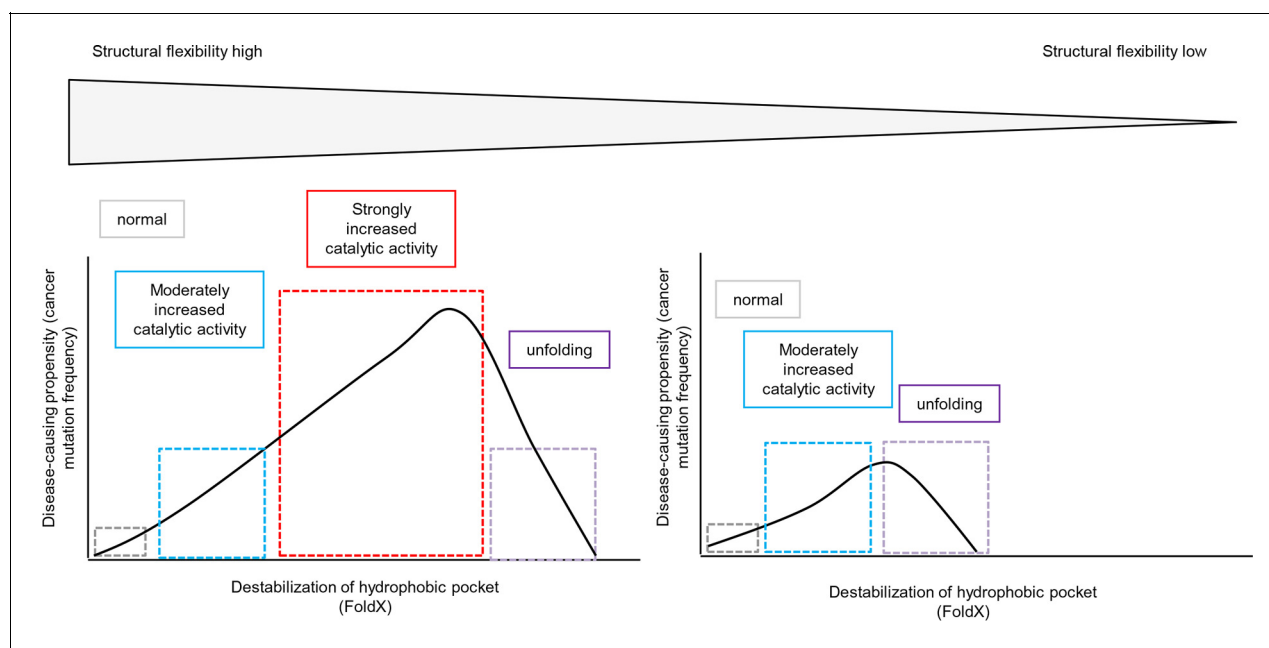 Structural flexibility high
Structural flexibility low
normal
Strongly
increased
catalytic activity
Moderately
increased
catalytic activity
unfolding
Disease-causing propensity (cancer
mutation frequency)
Destabilization of hydrophobic pocket
(FoldX)
normal
Moderately
increased
catalytic activity
unfolding
Disease-causing propensity (cancer
mutation frequency)
Destabilization of hydrophobic pocket
(FoldX)